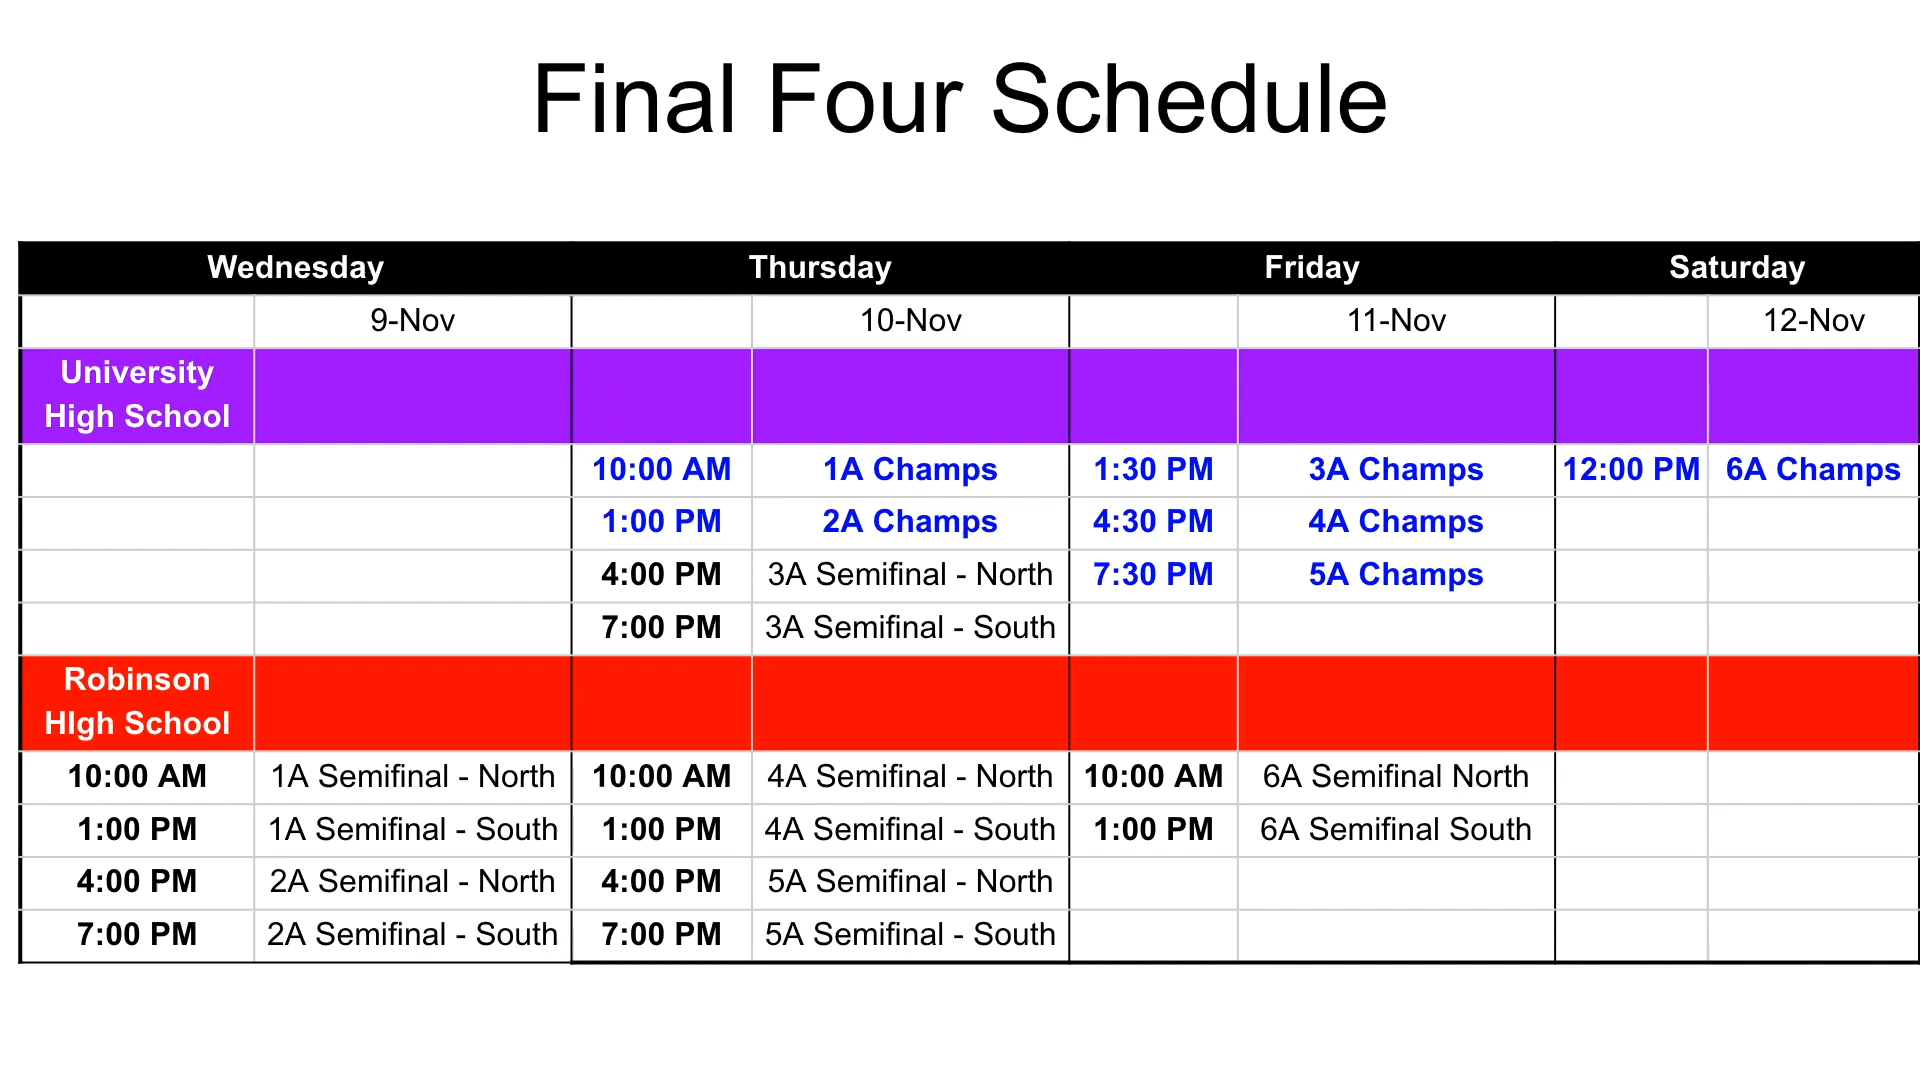 Final Four Schedule
Wednesday Thursday Friday Saturday
9-Nov 10-Nov 11-Nov 12-Nov
University
High School
10:00 AM 1A Champs 1:30 PM 3A Champs 12:00 PM 6A Champs
1:00 PM 2A Champs 4:30 PM 4A Champs
4:00 PM 3A Semifinal - North 7:30 PM 5A Champs
7:00 PM 3A Semifinal - South
Robinson
HIgh School
10:00 AM 1A Semifinal - North 10:00 AM 4A Semifinal - North 10:00 AM 6A Semifinal North
1:00 PM 1A Semifinal - South 1:00 PM 4A Semifinal - South 1:00 PM 6A Semifinal South
4:00 PM 2A Semifinal - North 4:00 PM 5A Semifinal - North
7:00 PM 2A Semifinal - South 7:00 PM 5A Semifinal - South